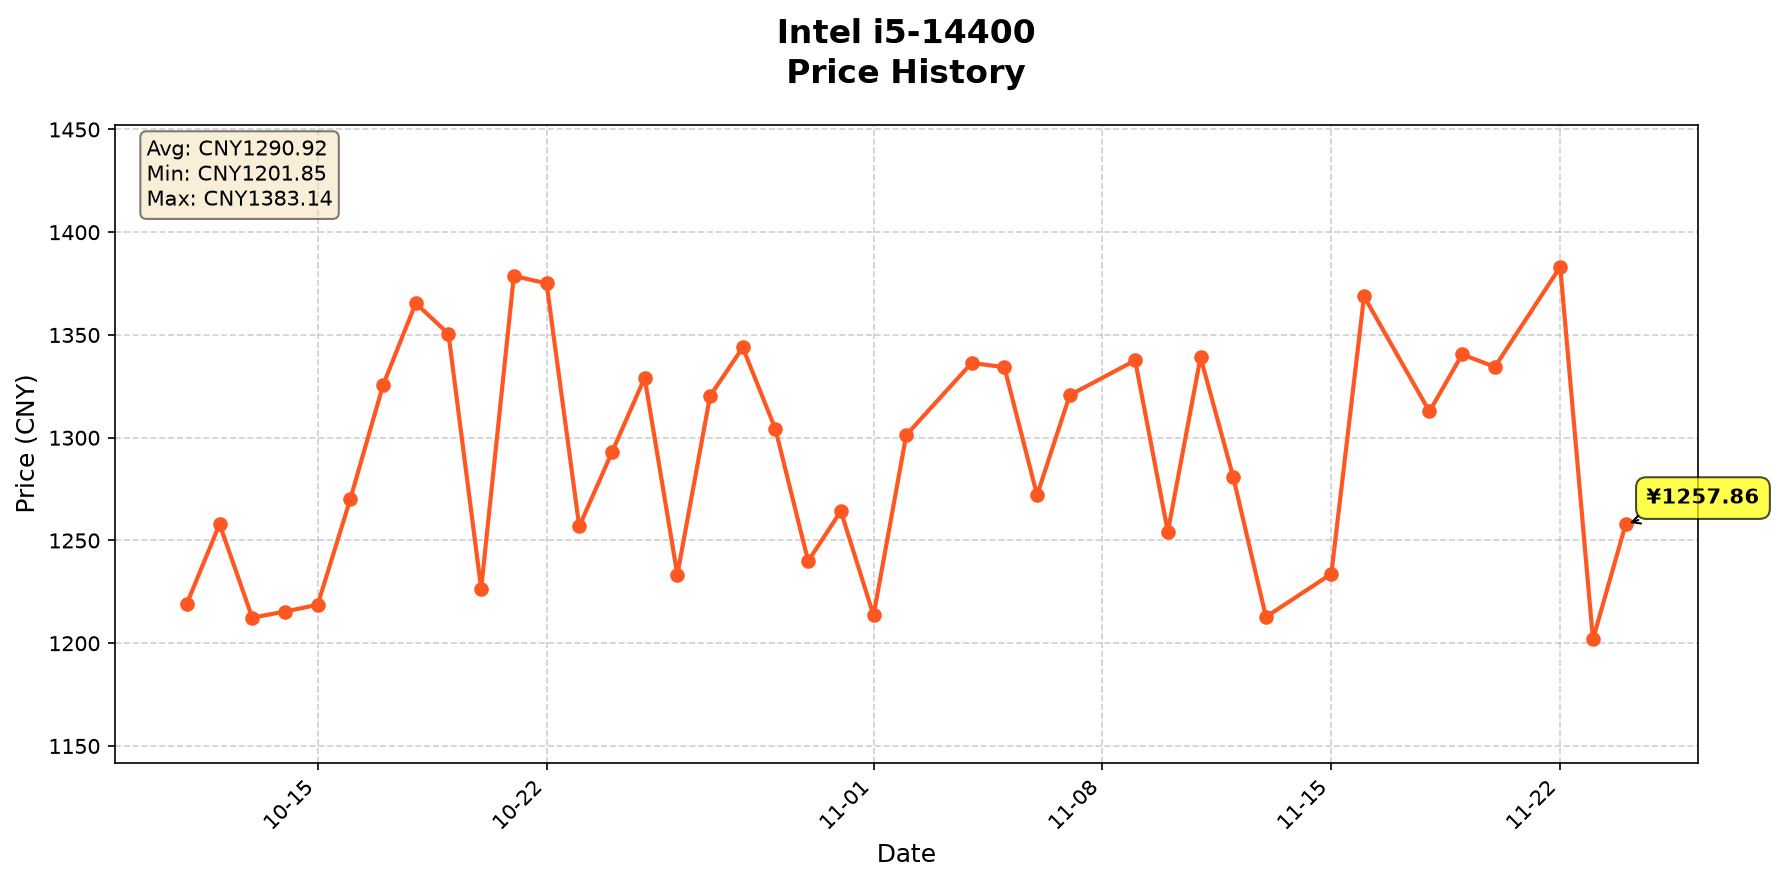 Intel i5-14400
Price History
Avg: CNY1290.92
Min: CNY1201.85
Max: CNY1383.14
1450
1400
1350
1300
1250
1200
1150
Price (CNY)
¥1257.86
10-15
10-22
11-01
11-08
11-15
11-22
Date